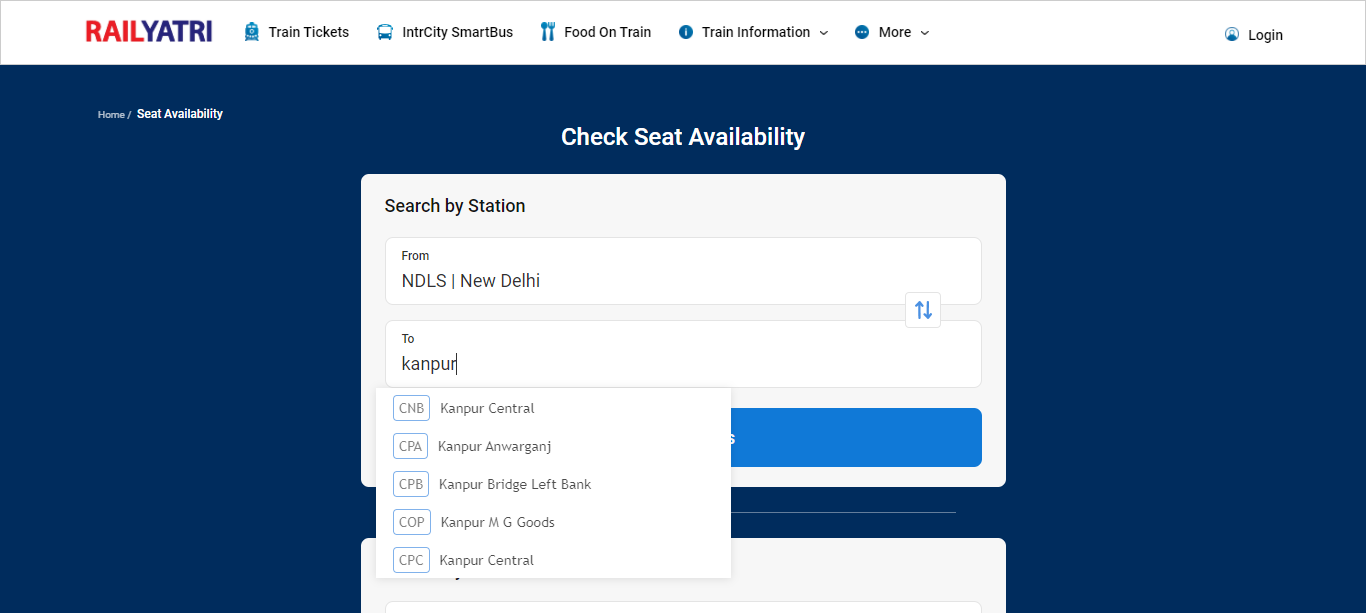 RAILYATRI Train Tickets IntrCity SmartBus Food On Train Train Information More Login
Home / Seat Availability
Check Seat Availability
Search by Station
From
NDLS | New Delhi
To
kanpur
CNB Kanpur Central
CPA Kanpur Anwarganj
CPB Kanpur Bridge Left Bank
COP Kanpur M G Goods
CPC Kanpur Central